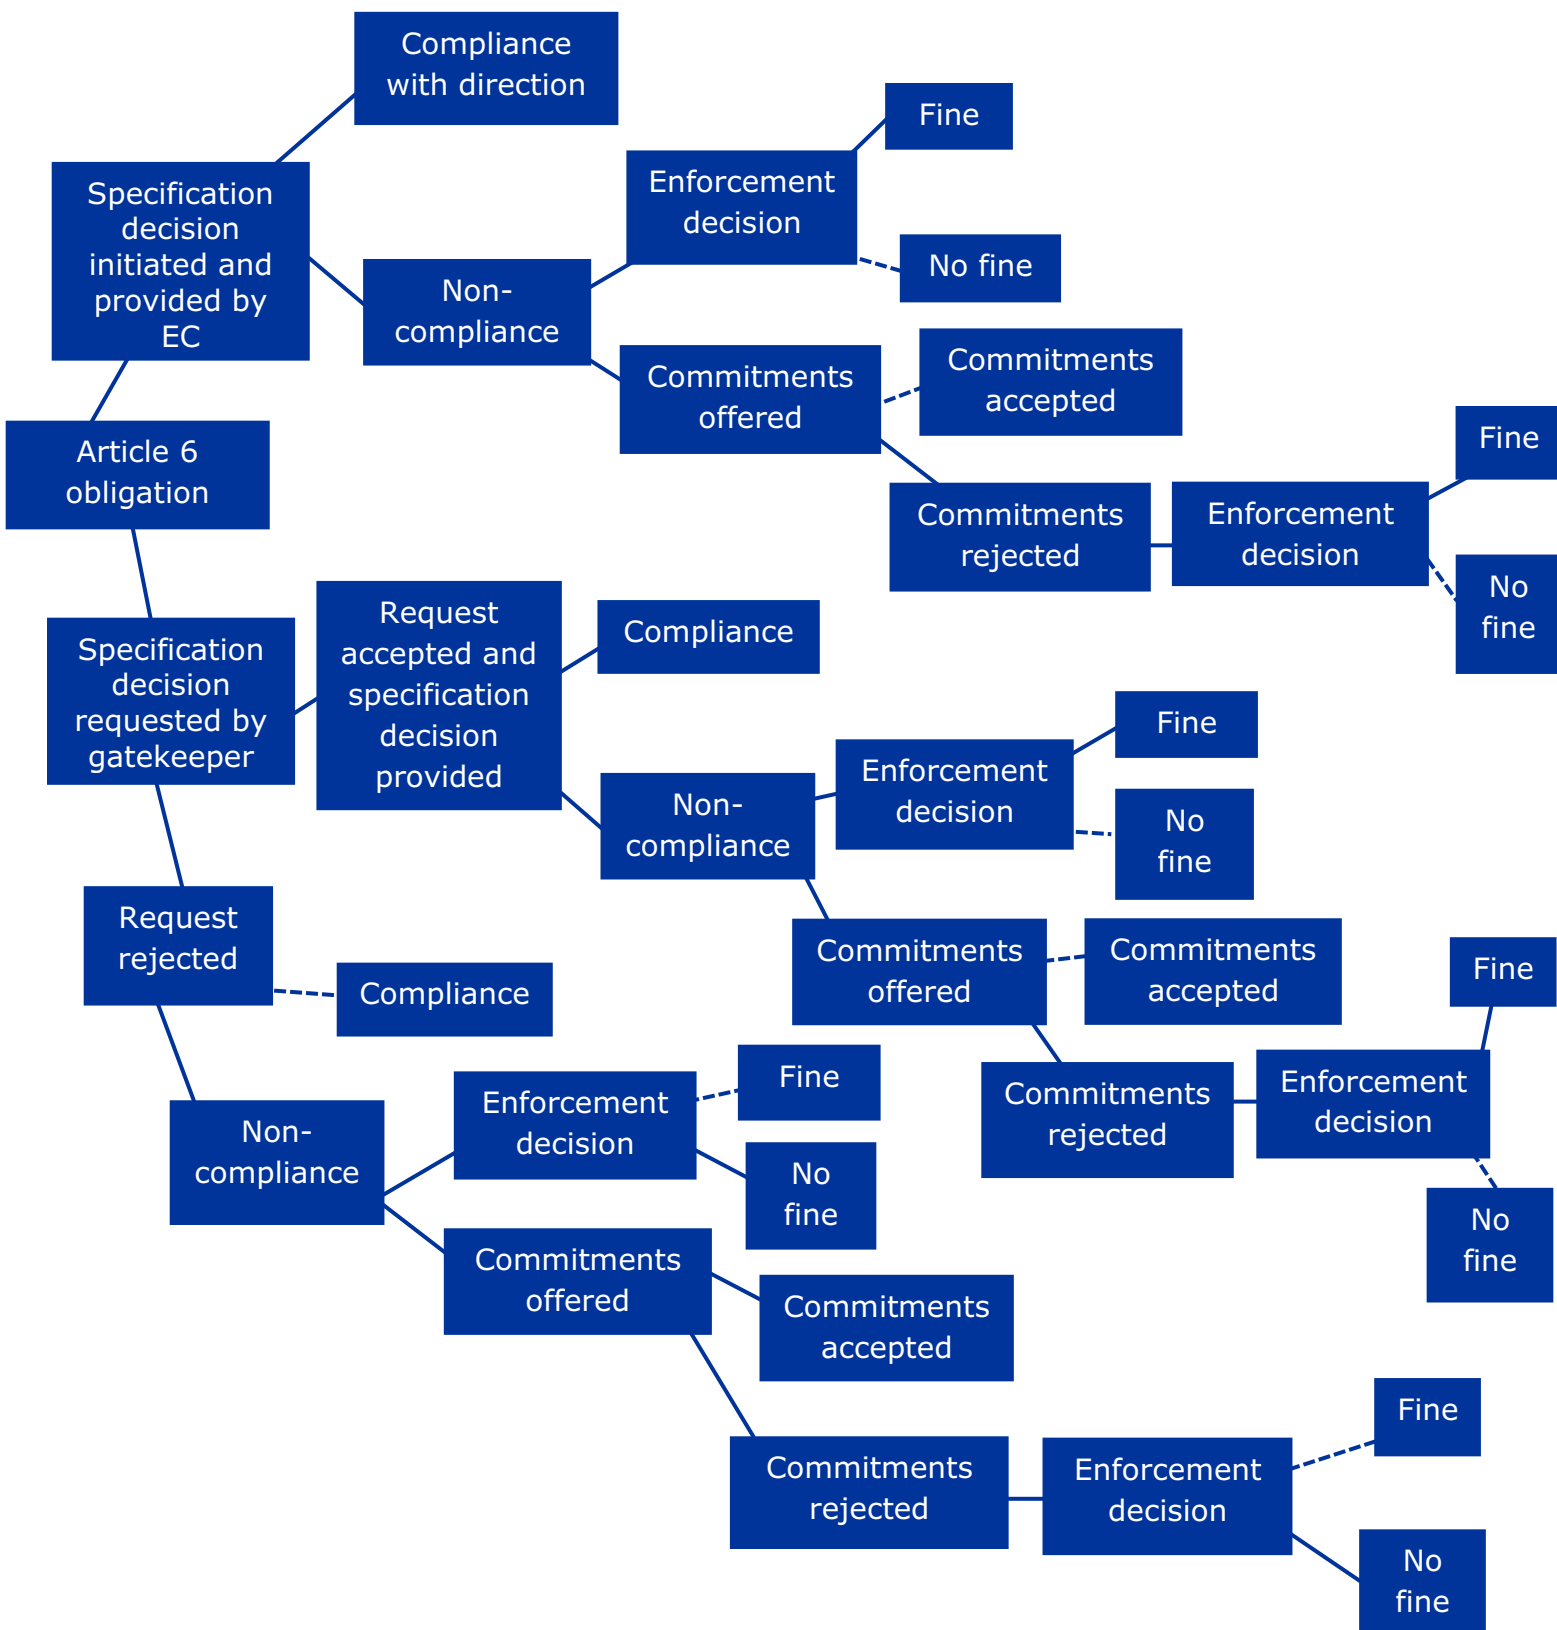 Compliance
with direction
Fine
Specification
decision
initiated and
provided by
EC
Enforcement
decision
No fine
Non-
compliance
Commitments
offered
Commitments
accepted
Fine
Article 6
obligation
Commitments
rejected
Enforcement
decision
No
fine
Specification
decision
requested by
gatekeeper
Request
accepted and
specification
decision
provided
Compliance
Fine
Enforcement
decision
Non-
compliance
No
fine
Request
rejected
Compliance
Commitments
offered
Commitments
accepted
Fine
Commitments
rejected
Enforcement
decision
No
fine
Non-
compliance
Enforcement
decision
Fine
No
fine
Commitments
offered
Commitments
accepted
Commitments
rejected
Enforcement
decision
Fine
No
fine